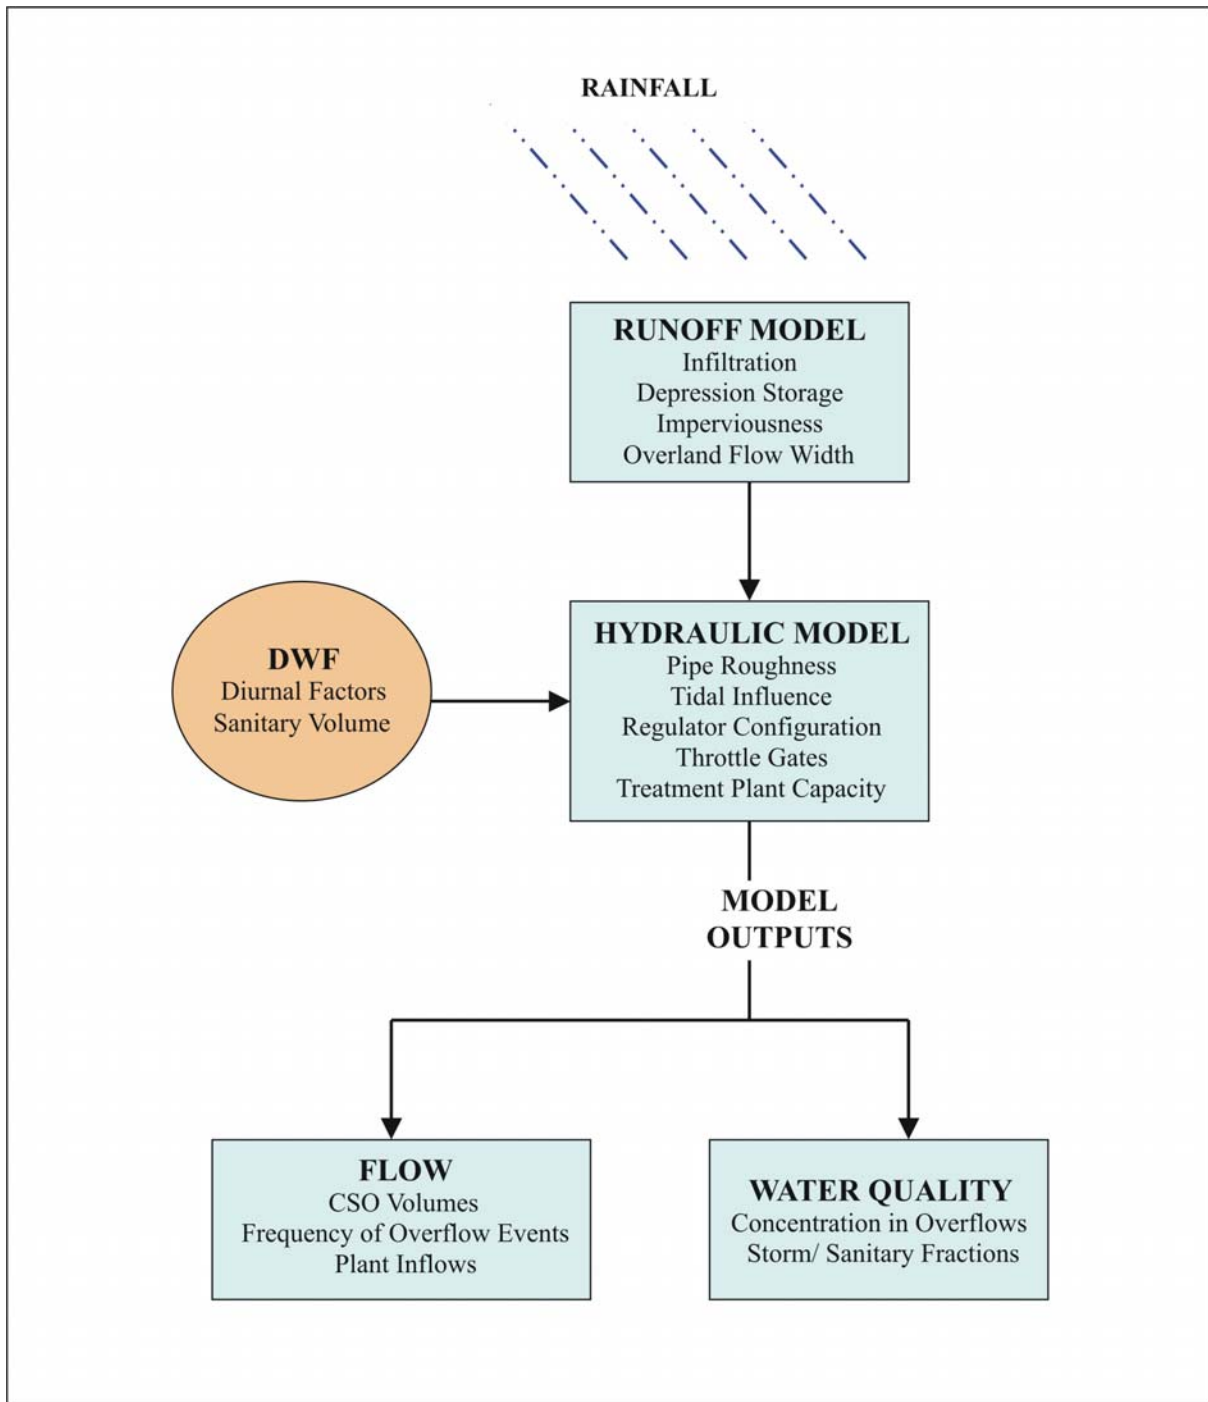 RAINFALL
RUNOFF MODEL
Infiltration
Depression Storage
Imperviousness
Overland Flow Width
DWF
Diurnal Factors
Sanitary Volume
HYDRAULIC MODEL
Pipe Roughness
Tidal Influence
Regulator Configuration
Throttle Gates
Treatment Plant Capacity
MODEL
OUTPUTS
FLOW
CSO Volumes
Frequency of Overflow Events
Plant Inflows
WATER QUALITY
Concentration in Overflows
Storm/ Sanitary Fractions